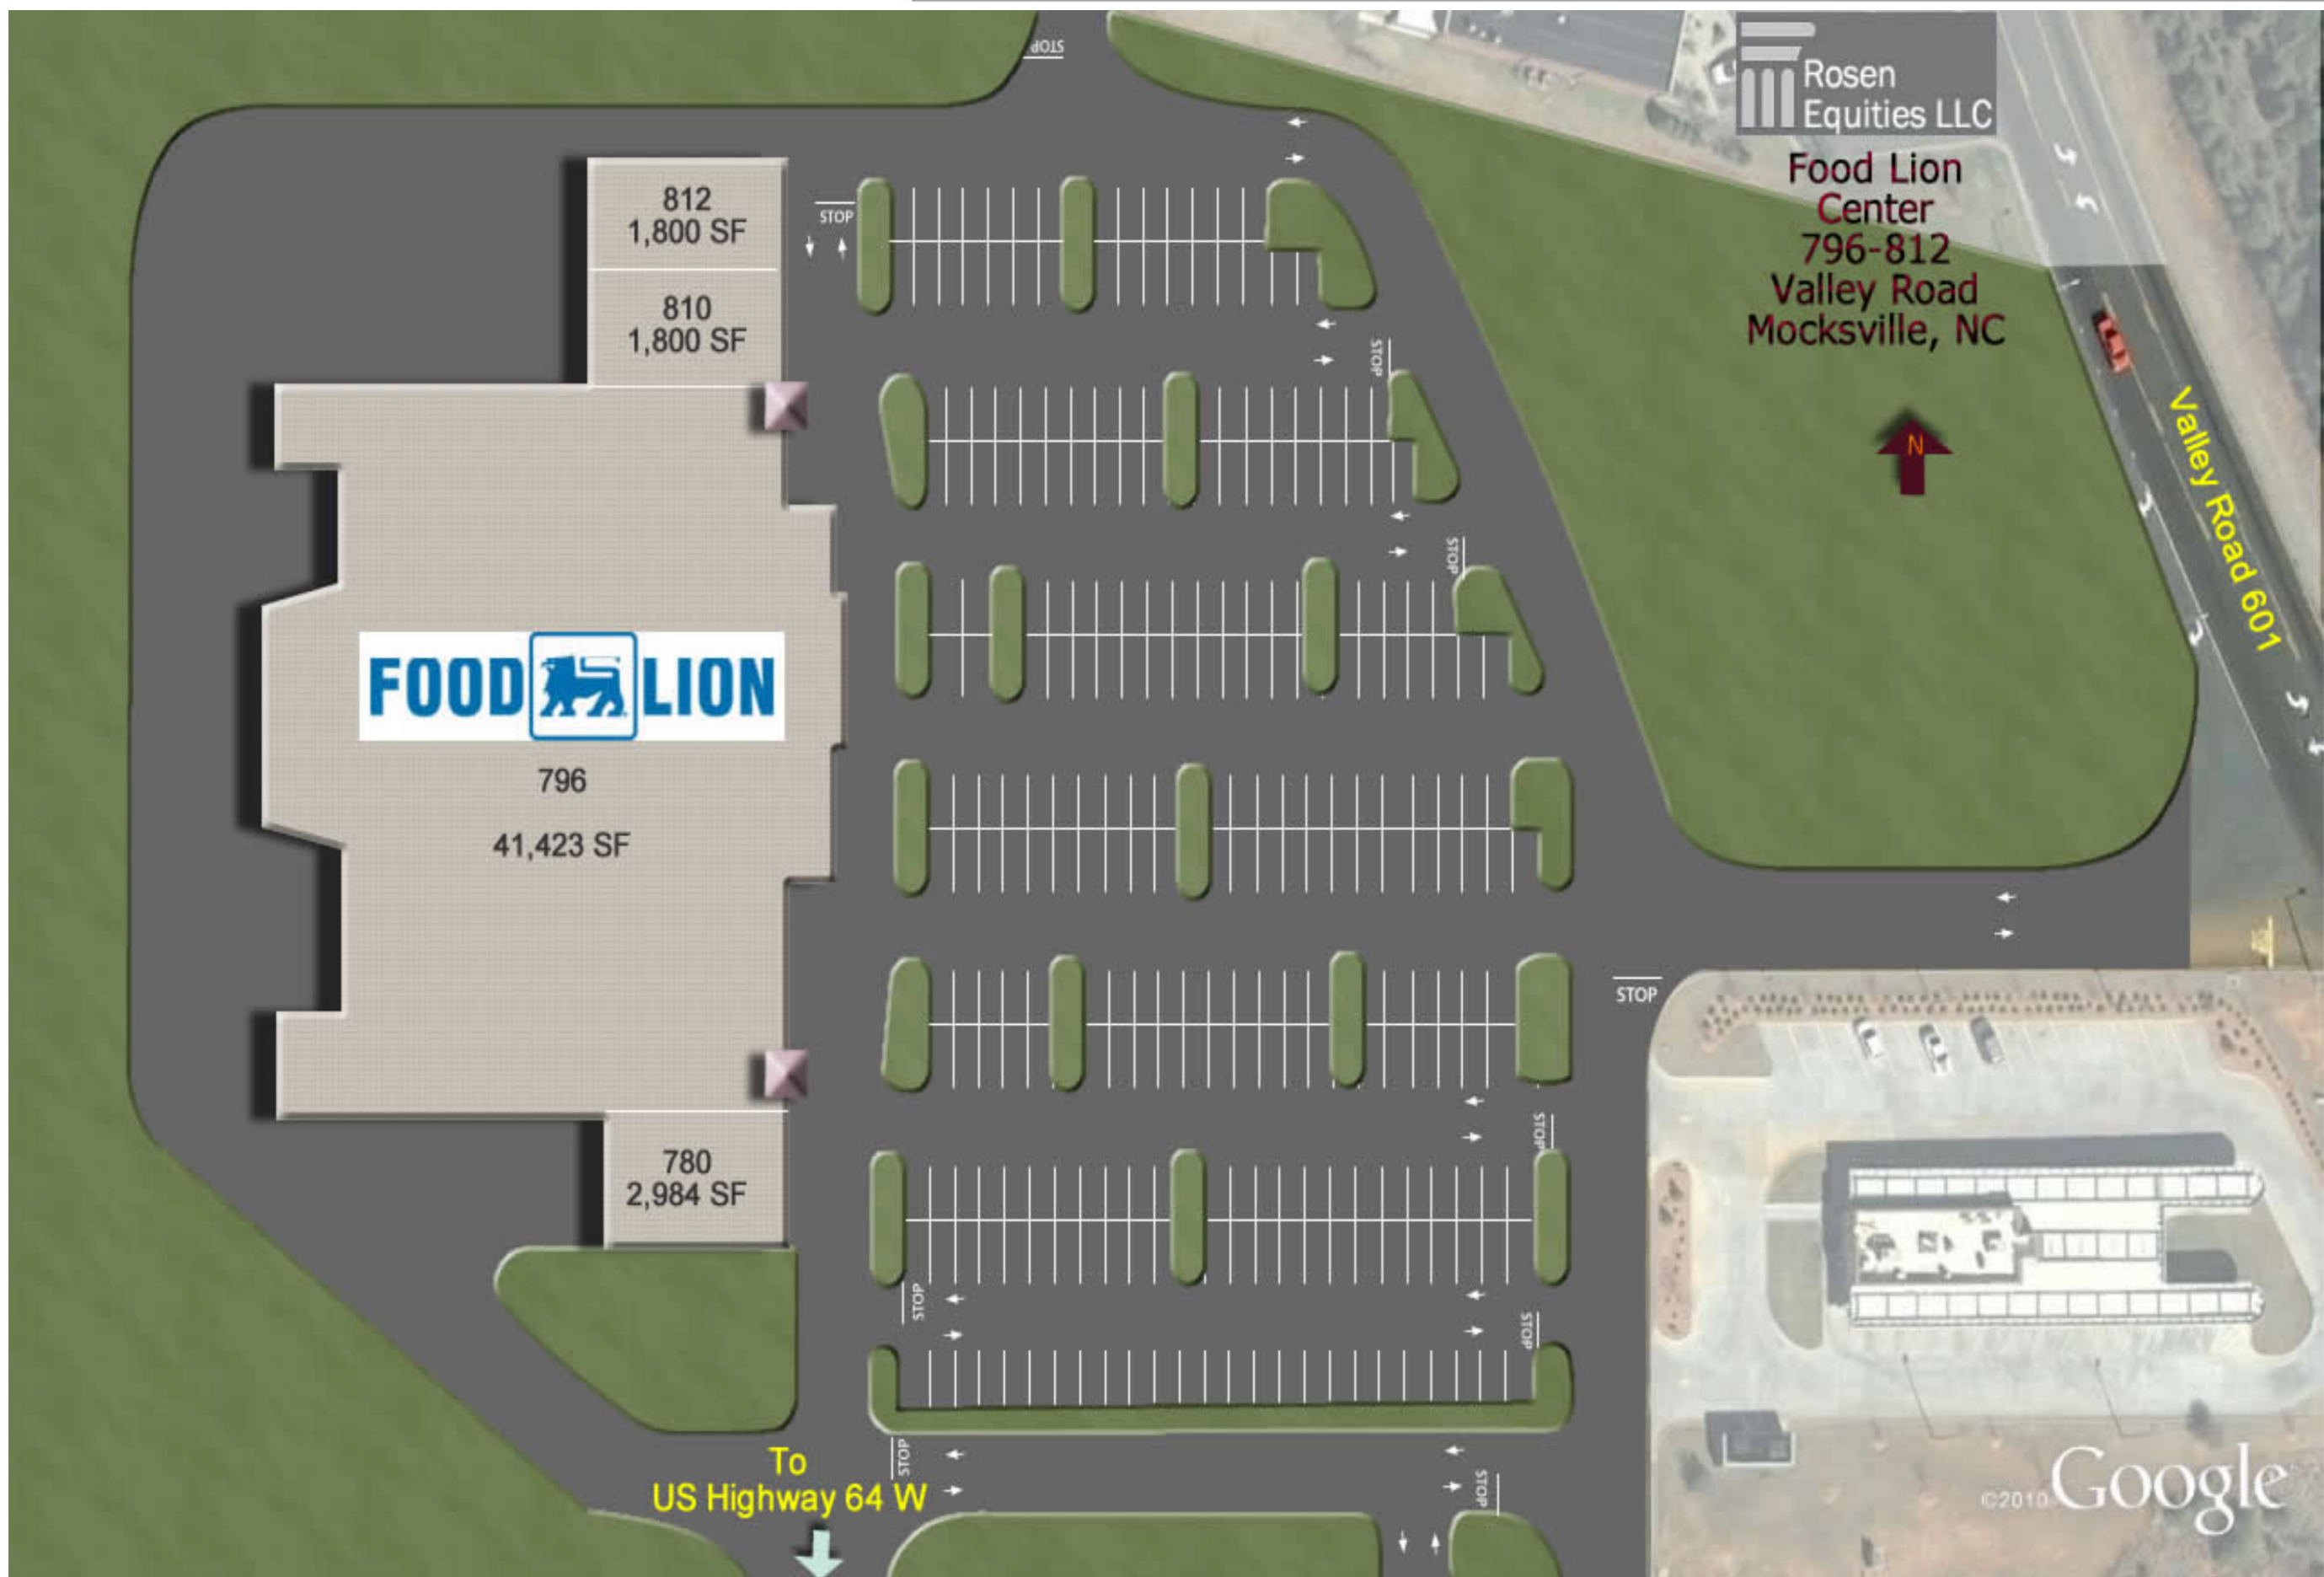 STOP
Rosen
Equities LLC
Food Lion
Center
796-812
Valley Road
Mocksville, NC
N
Valley Road 601
812
1,800 SF
STOP
810
1,800 SF
STOP
STOP
FOOD LION
796
41,423 SF
STOP
STOP
780
2,984 SF
STOP
STOP
STOP
To
US Highway 64 W
STOP
©2010 Google